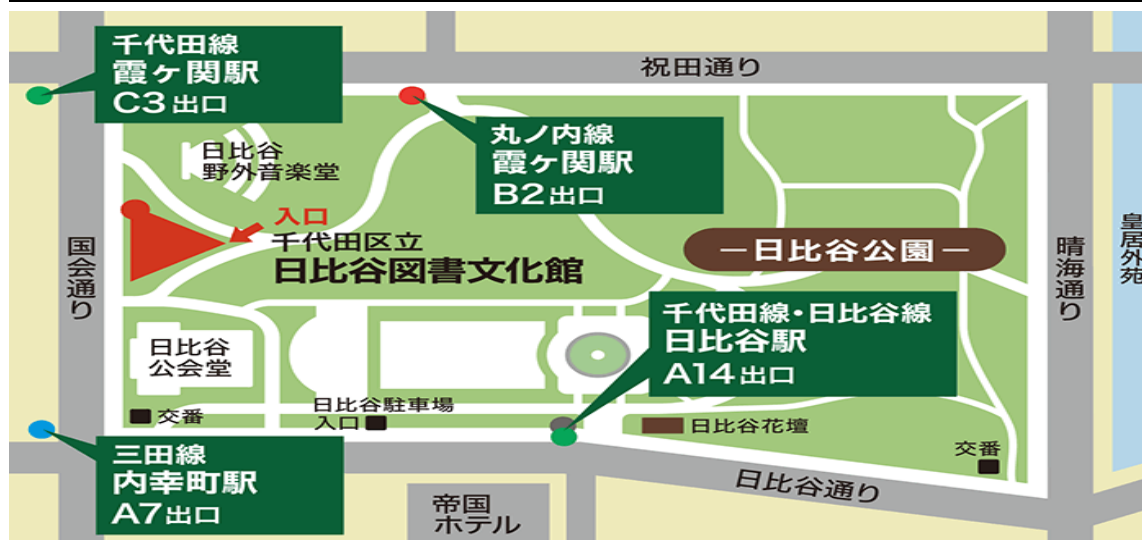 千代田線
霞ヶ関駅
C3出口
祝田通り
丸ノ内線
霞ヶ関駅
B2出口
日比谷
野外音楽堂
入口
千代田区立
日比谷図書文化館
国会通り
ー日比谷公園ー
晴海通り
皇居外苑
千代田線・日比谷線
日比谷駅
A14出口
日比谷
公会堂
交番
日比谷駐車場
入口
日比谷花壇
交番
三田線
内幸町駅
A7出口
日比谷通り
帝国
ホテル